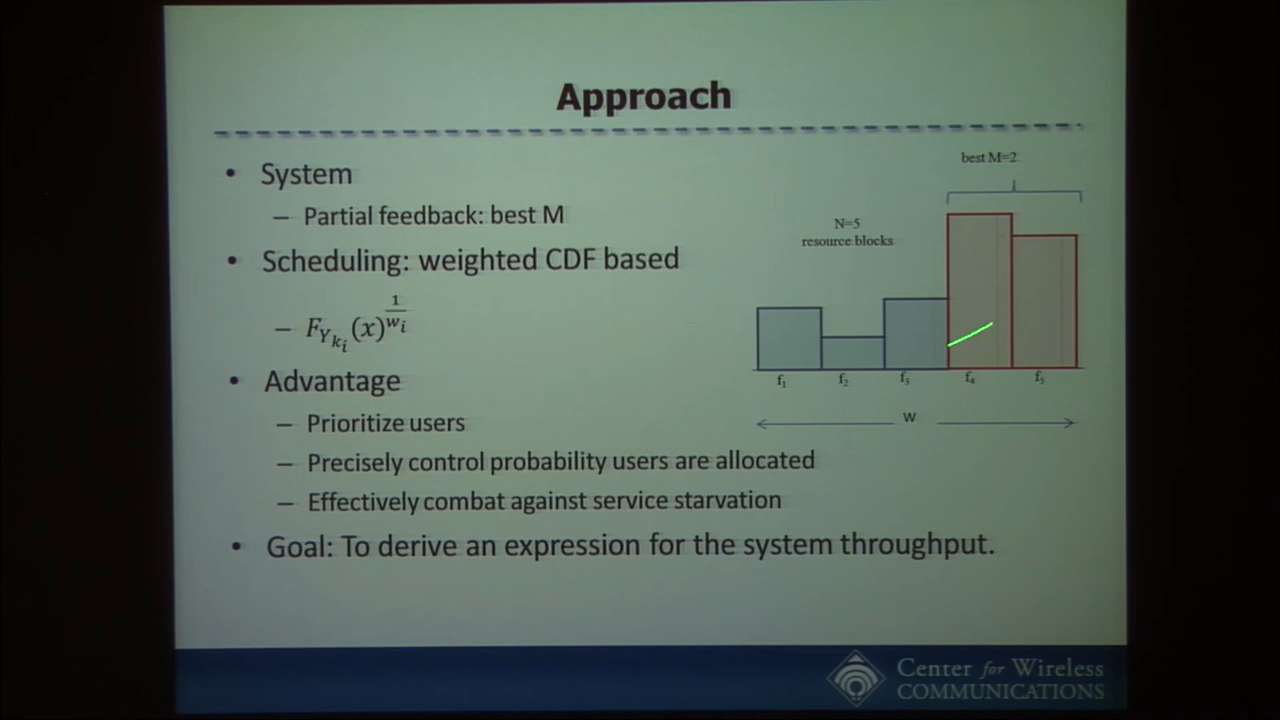 Approach
• System
– Partial feedback: best M
• Scheduling: weighted CDF based
– F_{Y_{k_i}}(x)^{\frac{1}{w_i}}
• Advantage
– Prioritize users
– Precisely control probability users are allocated
– Effectively combat against service starvation
• Goal: To derive an expression for the system throughput.
best M=2
N=5
resource blocks
f₁ f₂ f₃ f₄ f₅
W
Center for Wireless
COMMUNICATIONS